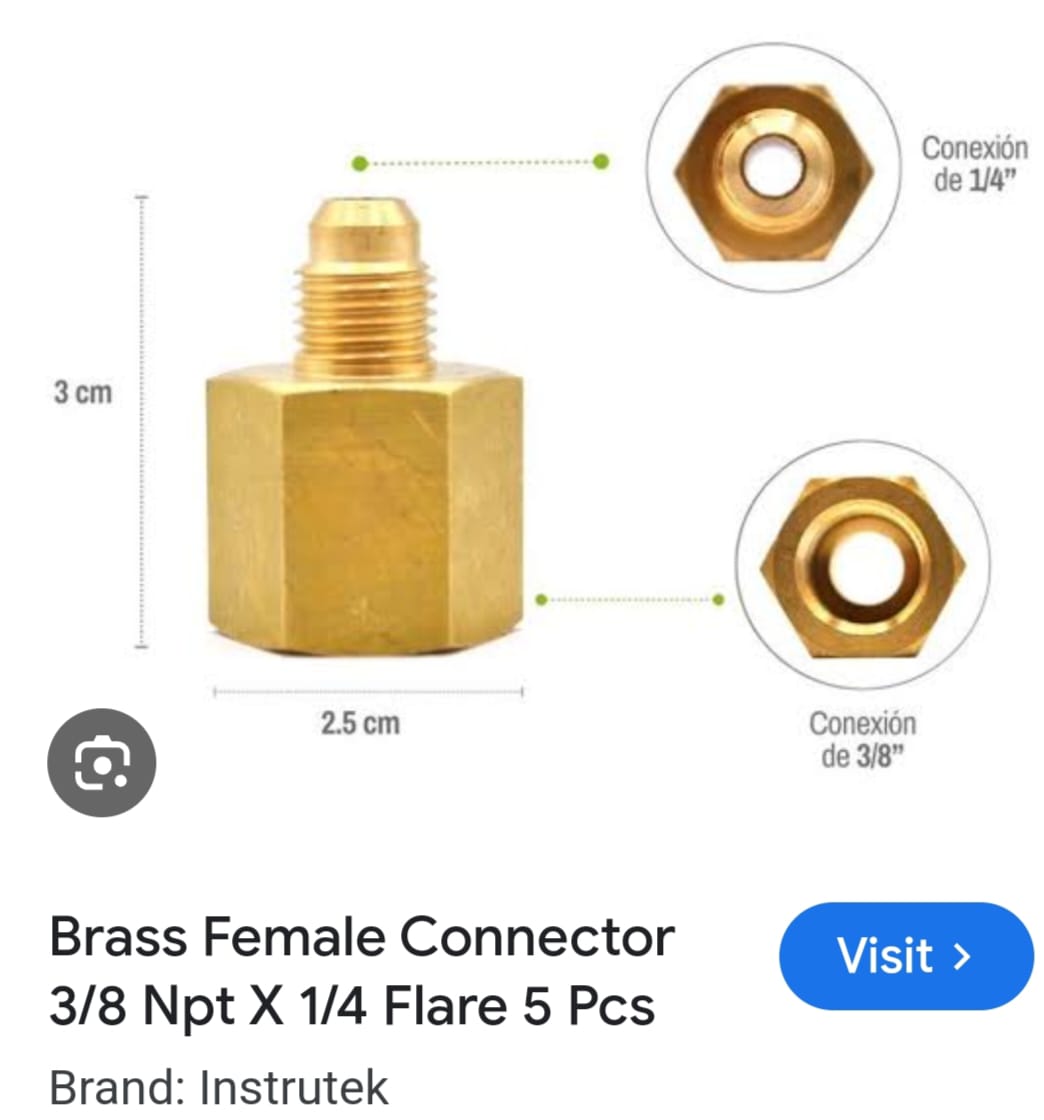 Conexión
de 1/4”
3 cm
2.5 cm
Conexión
de 3/8”
Brass Female Connector
3/8 Npt X 1/4 Flare 5 Pcs
Visit >
Brand: Instrutek